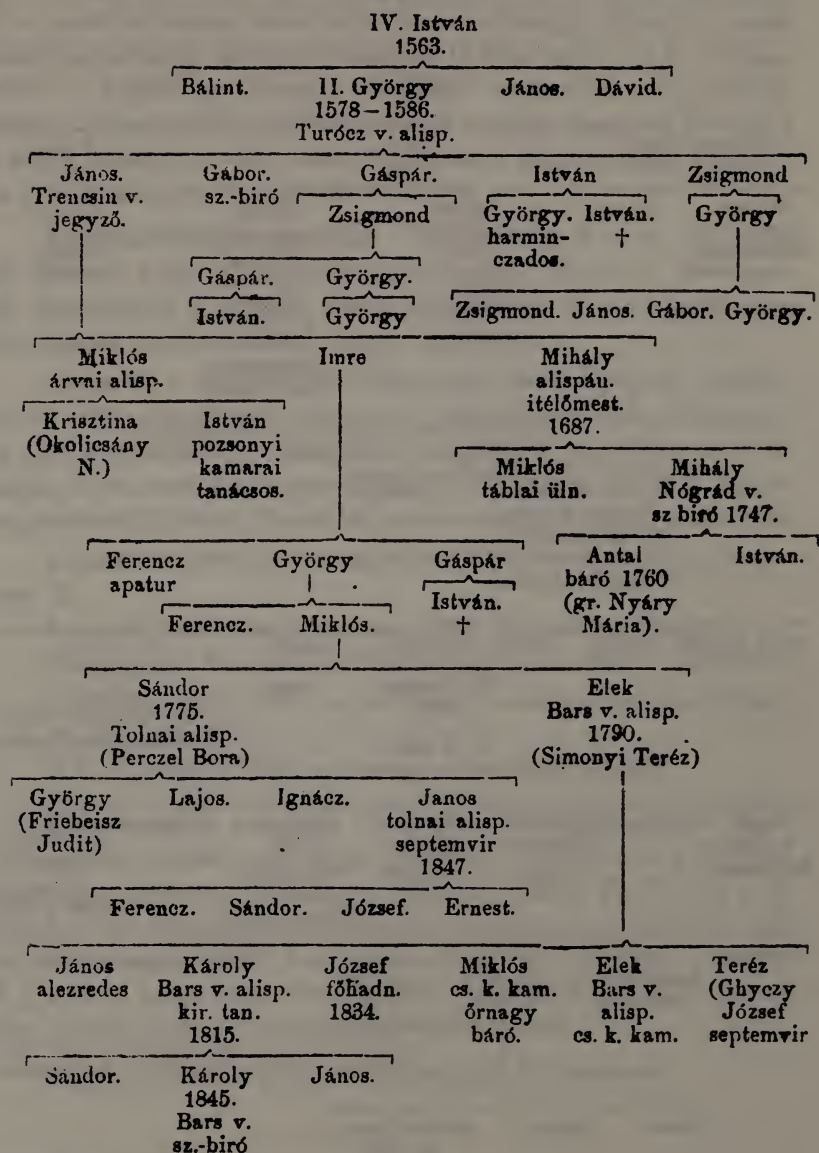 IV. István
1563.
Bálint. II. György János. Dávid.
1578–1586.
Turócz v. alisp.
János. Gábor. Gáspár. István Zsigmond
Trencsin v. sz.-biró Zsigmond György. István. György
jegyző. harmin- †
czados.
Gáspár. György.
István. György Zsigmond. János. Gábor. György.
Miklós Imre Mihály
árvai alisp. alispáu.
itélőmest.
1687.
Krisztina István
(Okolicsány pozsonyi
N.) kamarai
tanácsos.
Miklós Mihály
táblai üln. Nógrád v.
sz biró 1747.
Ferencz György Gáspár Antal István.
apatur báró 1760
István. (gr. Nyáry
† Mária).
Ferencz. Miklós.
Sándor Elek
1775. Bars v. alisp.
Tolnai alisp. 1790.
(Perczel Bora) (Simonyi Teréz)
György Lajos. Ignácz. Janos
(Friebeisz tolnai alisp.
Judit) septemvir
1847.
Ferencz. Sándor. József. Ernest.
János Károly József Miklós Elek Teréz
alezredes Bars v. alisp. főhadn. cs. k. kam. Bars v. (Ghyczy
kir. tan. 1834. őrnagy alisp. József
1815. báró. cs. k. kam. septemvir
Sándor. Károly János.
1845.
Bars v.
sz.-biró